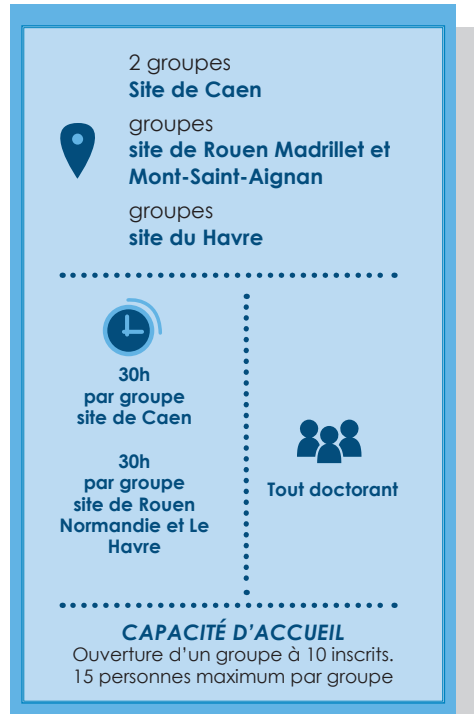 2 groupes
Site de Caen
groupes
site de Rouen Madrillet et
Mont-Saint-Aignan
groupes
site du Havre
30h
par groupe
site de Caen
30h
par groupe
site de Rouen
Normandie et Le
Havre
Tout doctorant
CAPACITÉ D’ACCUEIL
Ouverture d’un groupe à 10 inscrits.
15 personnes maximum par groupe